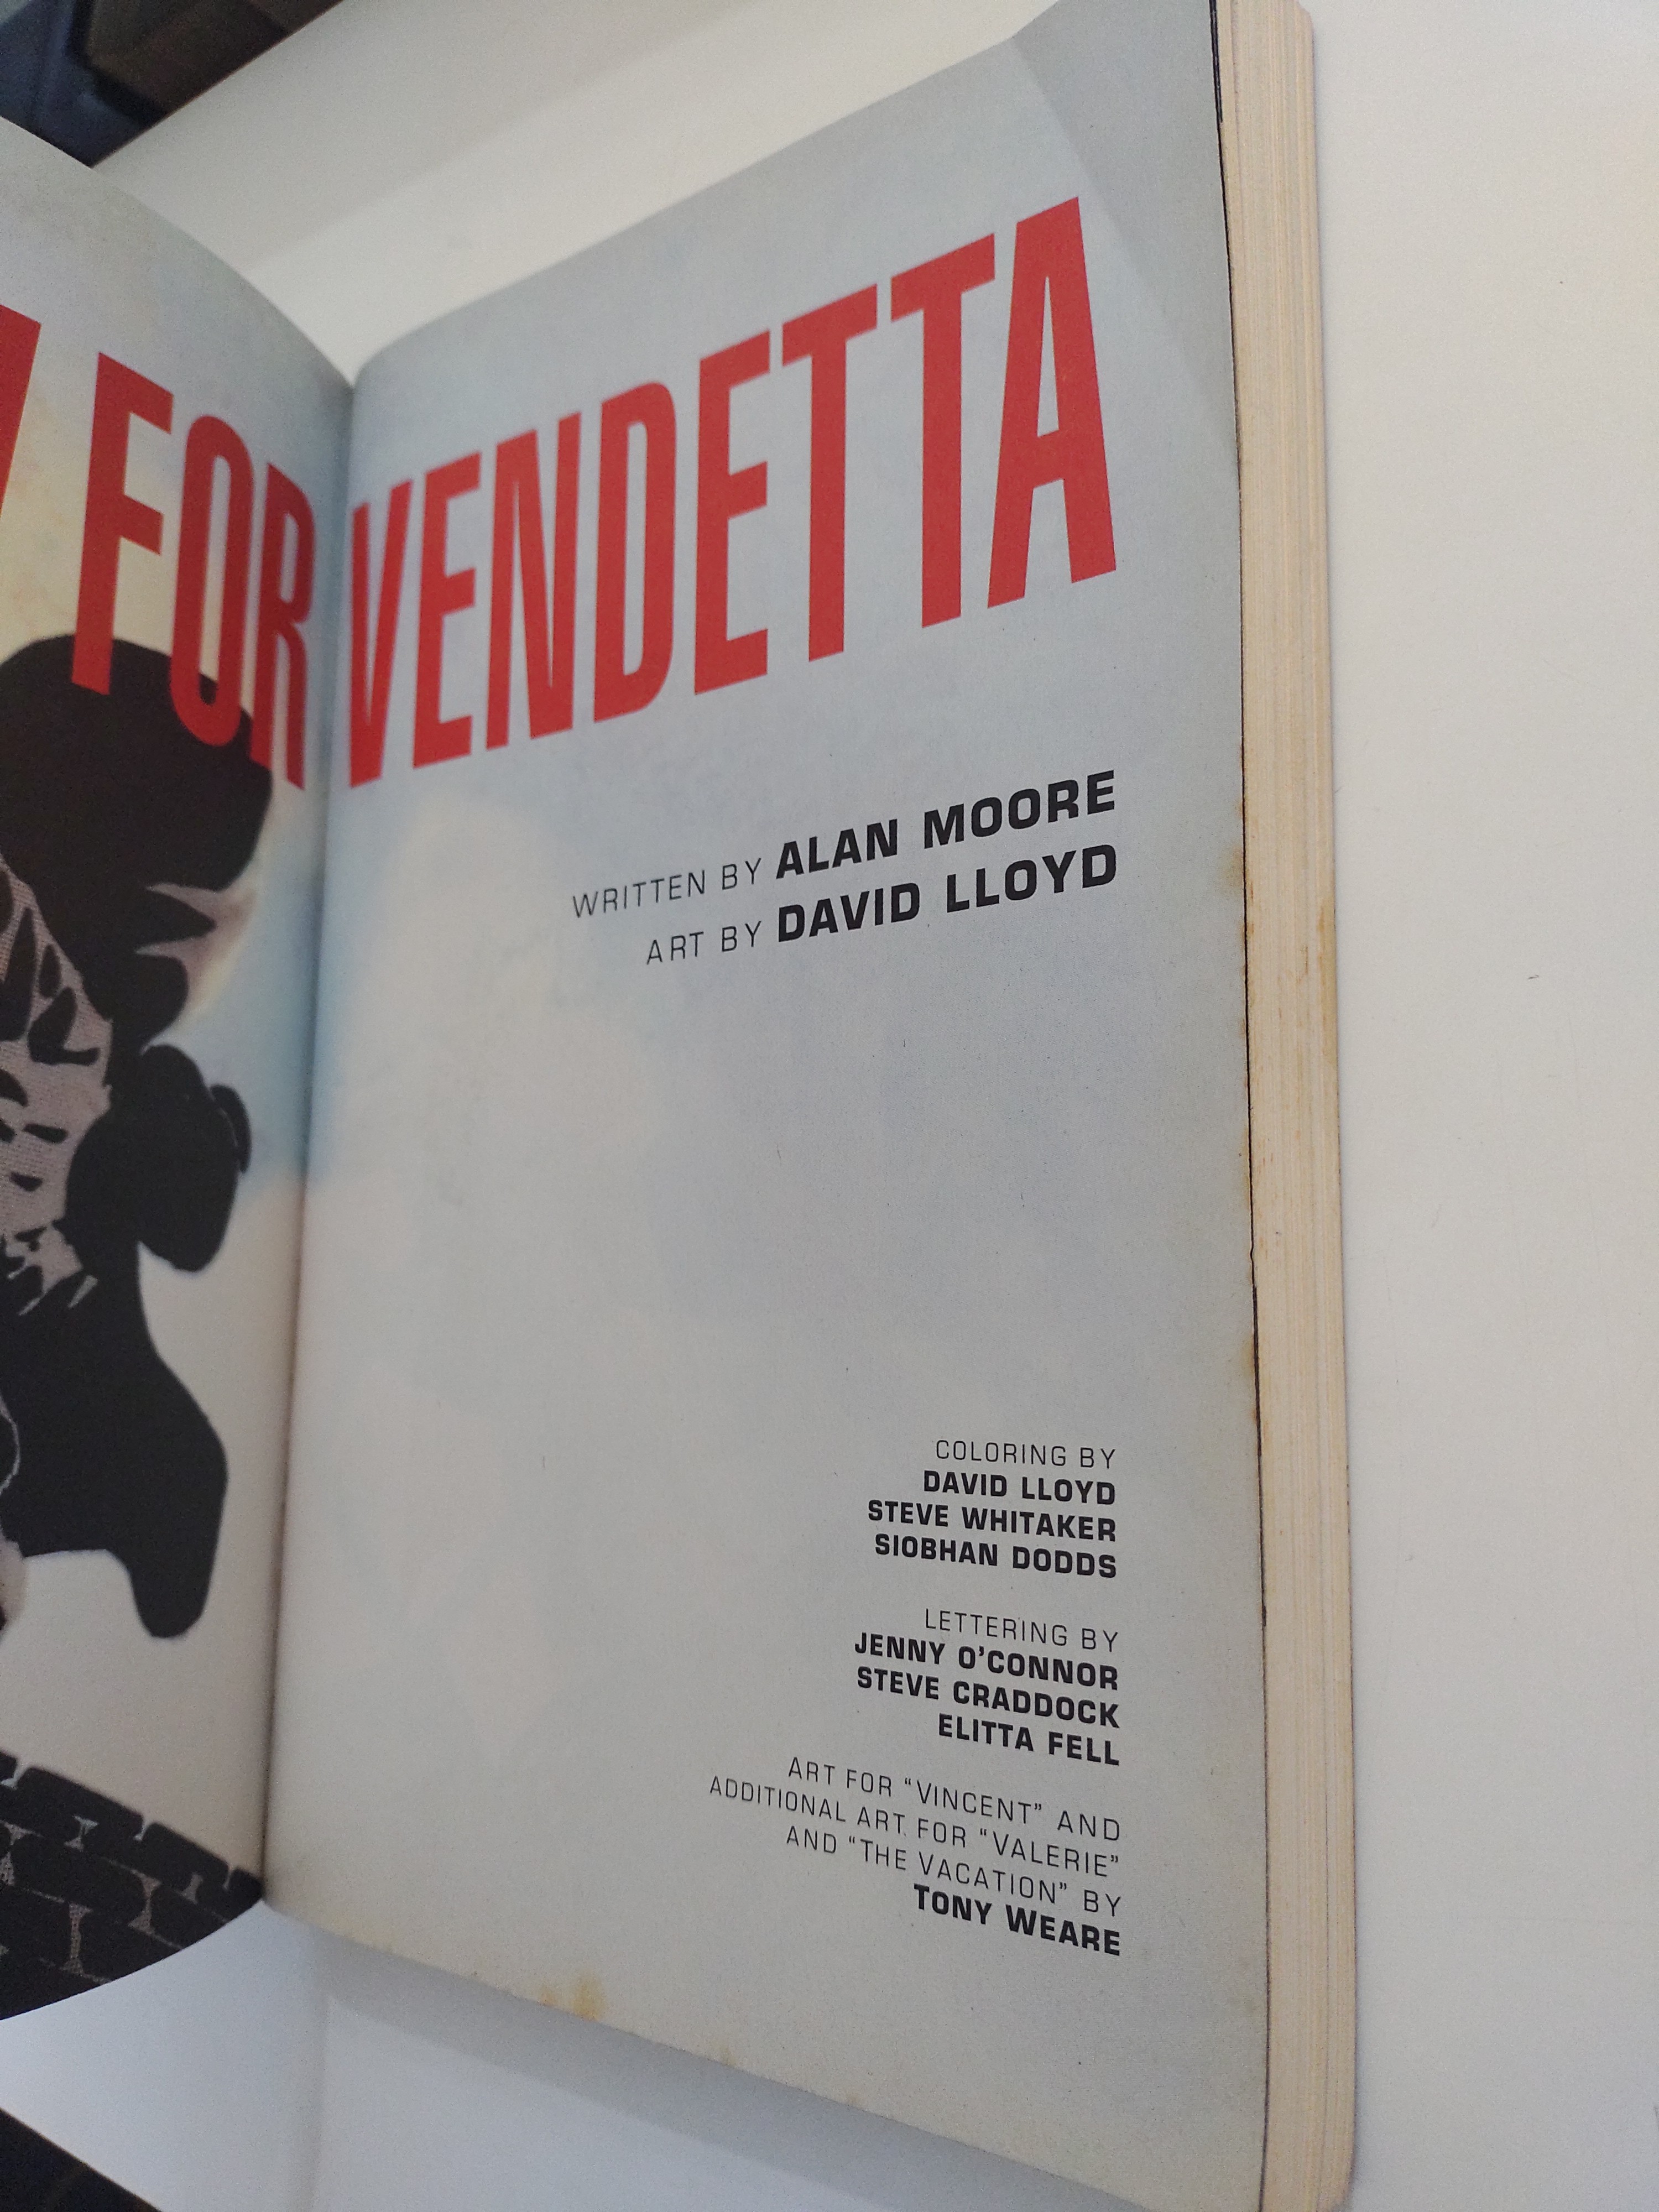 V FOR VENDETTA
WRITTEN BY ALAN MOORE
ART BY DAVID LLOYD
COLORING BY
DAVID LLOYD
STEVE WHITAKER
SIOBHAN DODDS
LETTERING BY
JENNY O'CONNOR
STEVE CRADDOCK
ELITTA FELL
ART FOR “VINCENT” AND
ADDITIONAL ART FOR “VALERIE”
AND “THE VACATION” BY
TONY WEARE